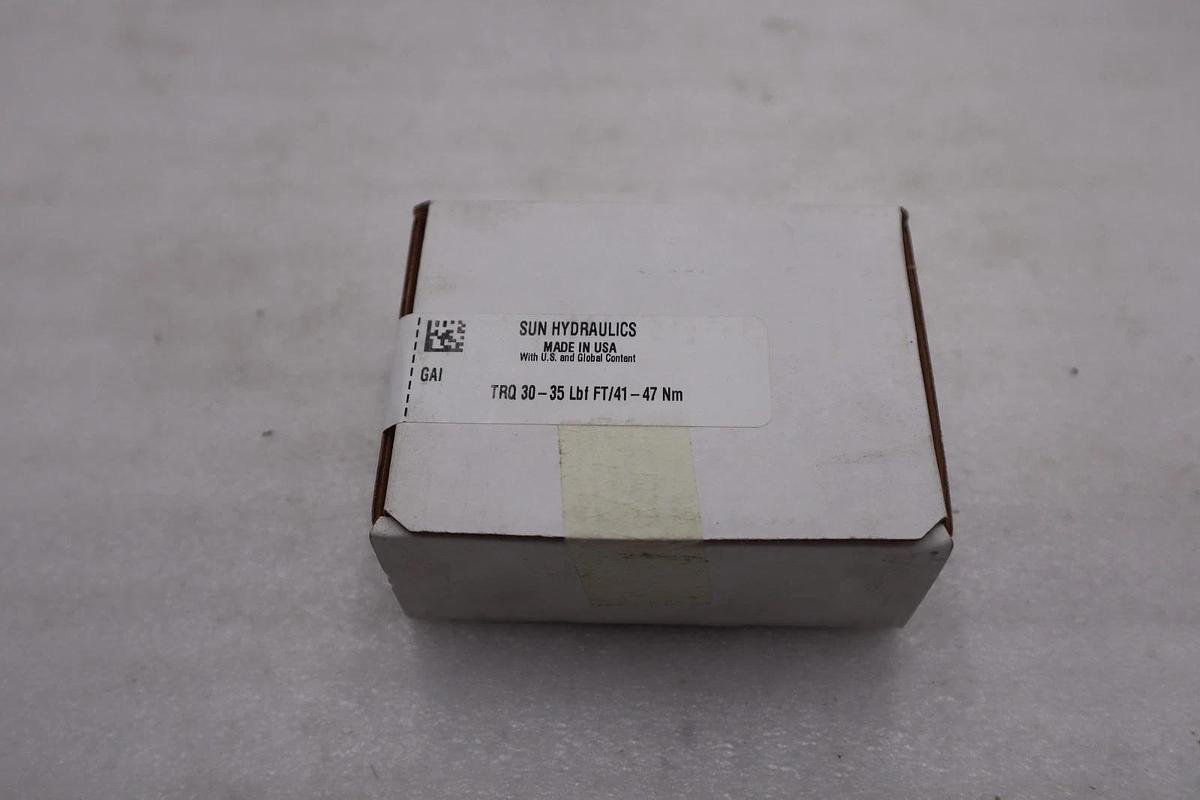 SUN HYDRAULICS
MADE IN USA
With U.S. and Global Content
GAI
TRQ 30-35 Lbf FT/41-47 Nm